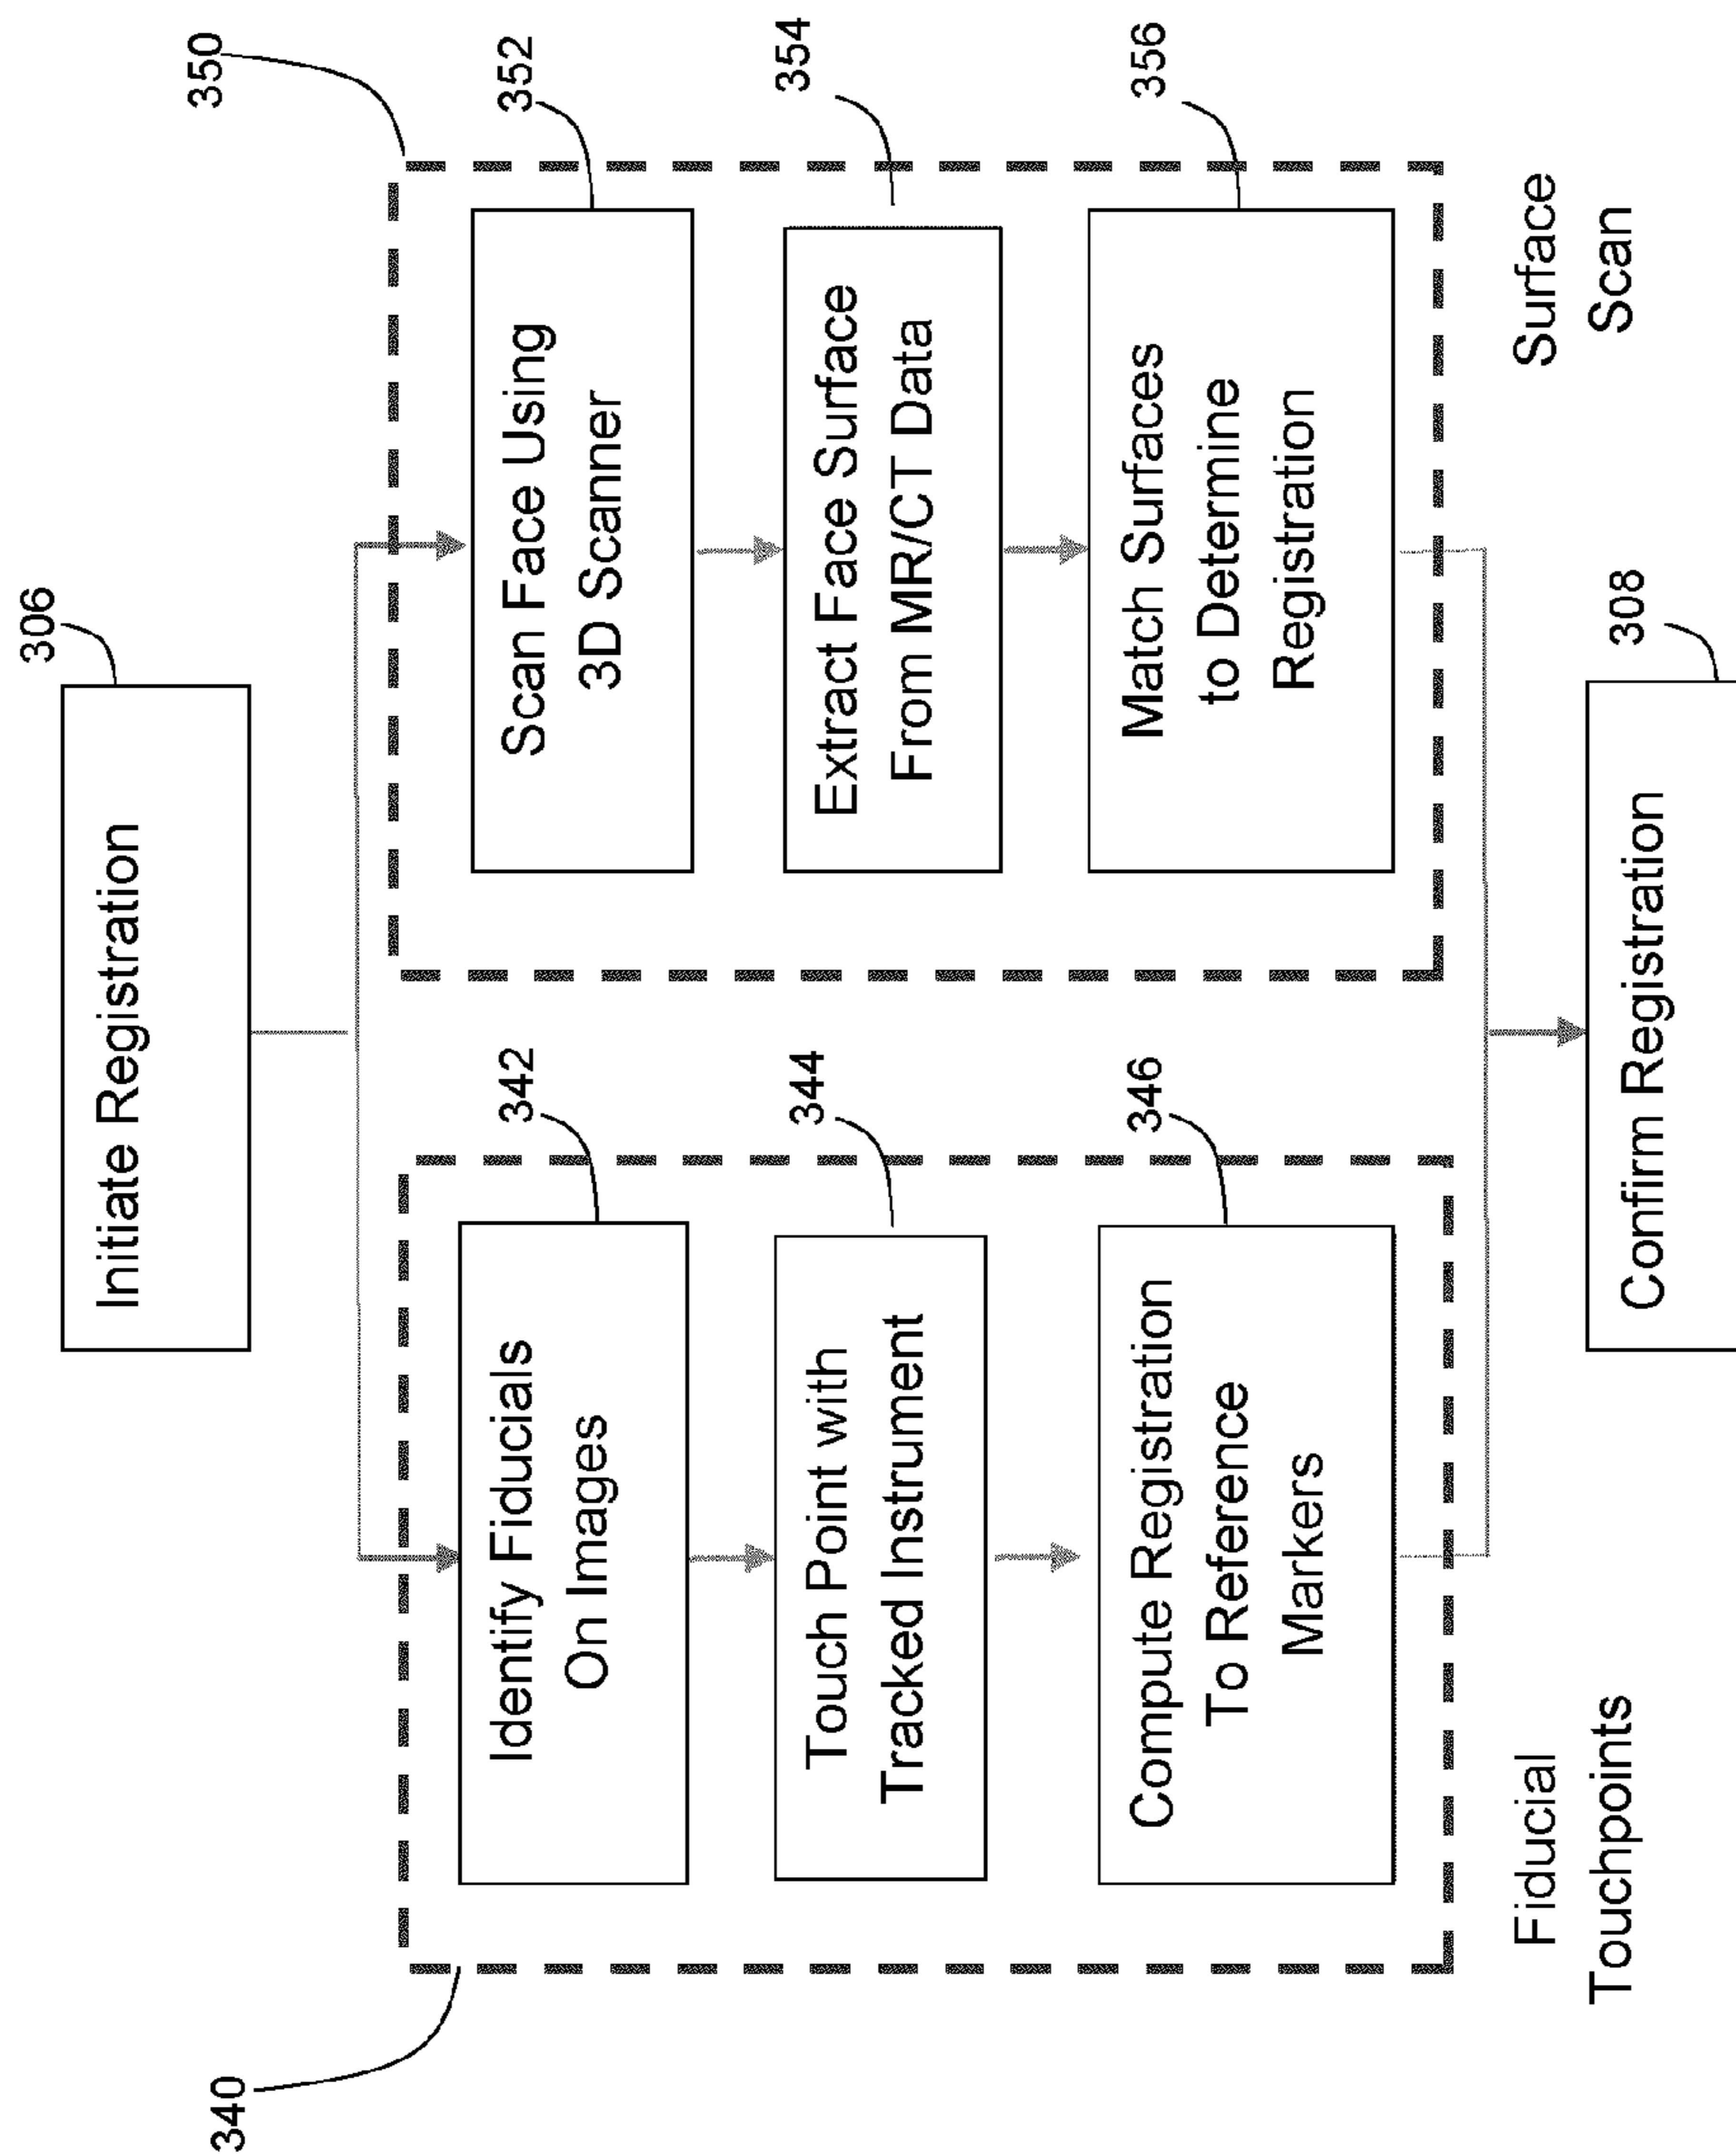 306
Initiate Registration
340
342
Identify Fiducials
On Images
344
Touch Point with
Tracked Instrument
346
Compute Registration
To Reference
Markers
Fiducial
Touchpoints
350
352
Scan Face Using
3D Scanner
354
Extract Face Surface
From MR/CT Data
356
Match Surfaces
to Determine
Registration
Surface
Scan
308
Confirm Registration